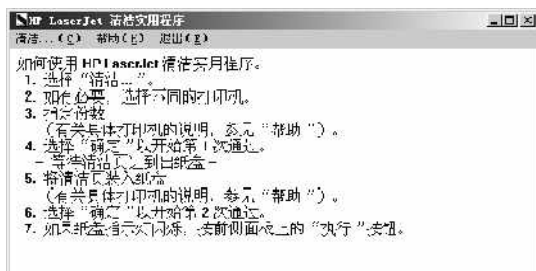 HP LaserJet 清洁实用程序
清洁...(C) 帮助(H) 退出(E)
如何使用 HP LaserJet 清洁实用程序。
1. 选择“清洁...”。
2. 如有必要，选择不同的打印机。
3. 指定份数
（有关具体打印机的说明，参见“帮助”）。
4. 选择“确定”以开始第 1 次通过。
– 等待清洁页达到出纸盒 –
5. 将清洁页装入纸盒
（有关具体打印机的说明，参见“帮助”）。
6. 选择“确定”以开始第 2 次通过。
7. 如果纸盒指示灯闪烁，按前侧面板上的“执行”按钮。